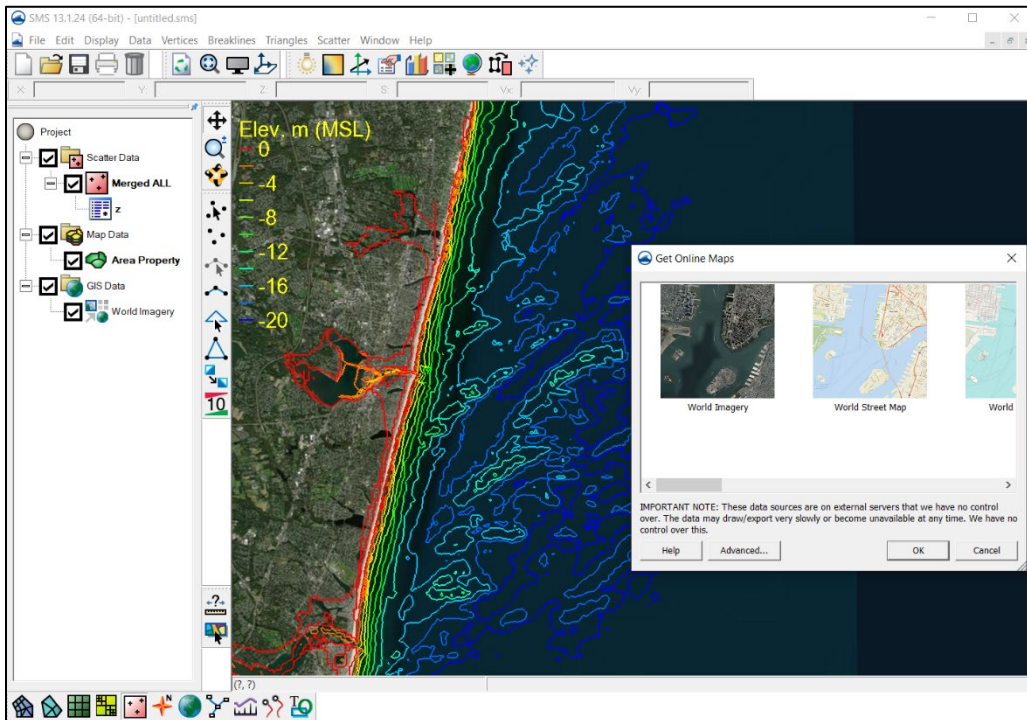 SMS 13.1.24 (64-bit) - [untitled.sms]
File Edit Display Data Vertices Breaklines Triangles Scatter Window Help
X: Y: Z: S: Vx: Vy:
Project
Scatter Data
Merged ALL
z
Map Data
Area Property
GIS Data
World Imagery
10
?
N
T
Elev. m (MSL)
0
-4
-8
-12
-16
-20
Get Online Maps
World Imagery World Street Map World
IMPORTANT NOTE: These data sources are on external servers that we have no control
over. The data may draw/export very slowly or become unavailable at any time. We have no
control over this.
Help Advanced... OK Cancel
(?, ?)